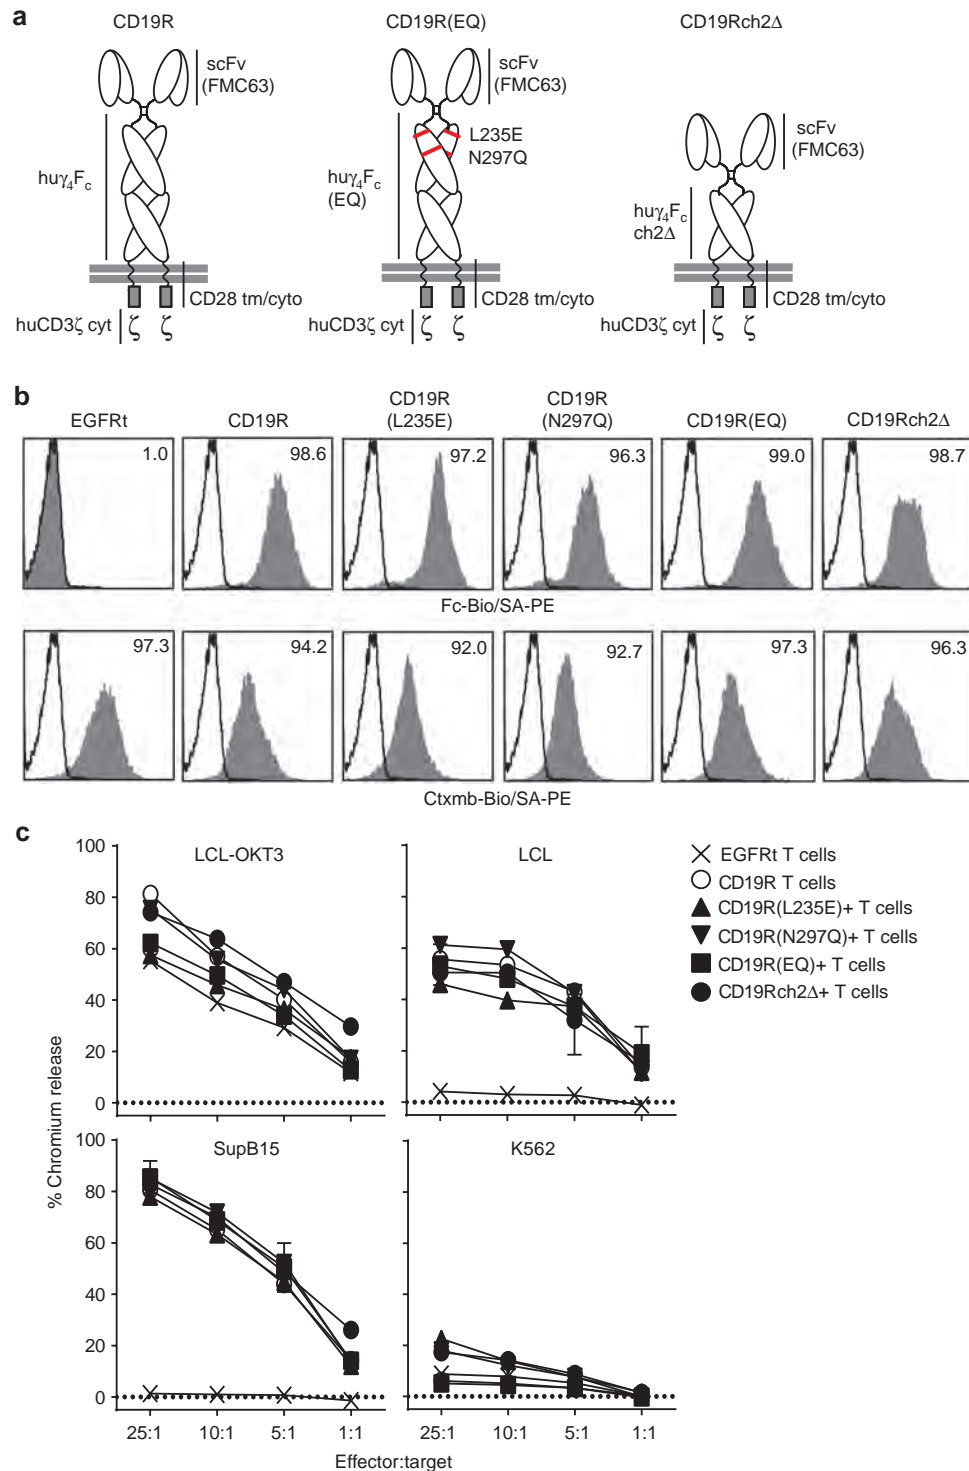 a
CD19R
CD19R(EQ)
CD19Rch2Δ
scFv
(FMC63)
huγ₄Fc
CD28 tm/cyto
huCD3ζ cyt
ζ ζ
scFv
(FMC63)
L235E
N297Q
huγ₄Fc
(EQ)
CD28 tm/cyto
huCD3ζ cyt
ζ ζ
scFv
(FMC63)
huγ₄Fc
ch2Δ
CD28 tm/cyto
huCD3ζ cyt
ζ ζ
b
EGFRt
CD19R
CD19R
(L235E)
CD19R
(N297Q)
CD19R(EQ)
CD19Rch2Δ
1.0
98.6
97.2
96.3
99.0
98.7
Fc-Bio/SA-PE
97.3
94.2
92.0
92.7
97.3
96.3
Ctxmb-Bio/SA-PE
c
% Chromium release
LCL-OKT3
100
80
60
40
20
0
LCL
EGFRt T cells
CD19R T cells
CD19R(L235E)+ T cells
CD19R(N297Q)+ T cells
CD19R(EQ)+ T cells
CD19Rch2Δ+ T cells
SupB15
100
80
60
40
20
0
25:1 10:1 5:1 1:1
K562
25:1 10:1 5:1 1:1
Effector:target